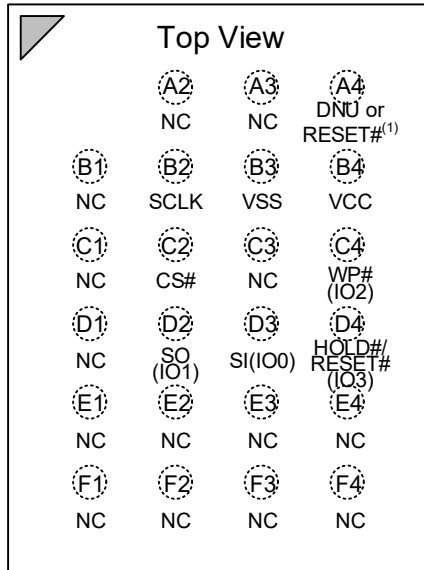 Top View
A2 A3 A4
NC NC DNU or
RESET#(1)
B1 B2 B3 B4
NC SCLK VSS VCC
C1 C2 C3 C4
NC CS# NC WP#
(IO2)
D1 D2 D3 D4
NC SO
(IO1) SI(IO0) HOLD#/
RESET#
(IO3)
E1 E2 E3 E4
NC NC NC NC
F1 F2 F3 F4
NC NC NC NC